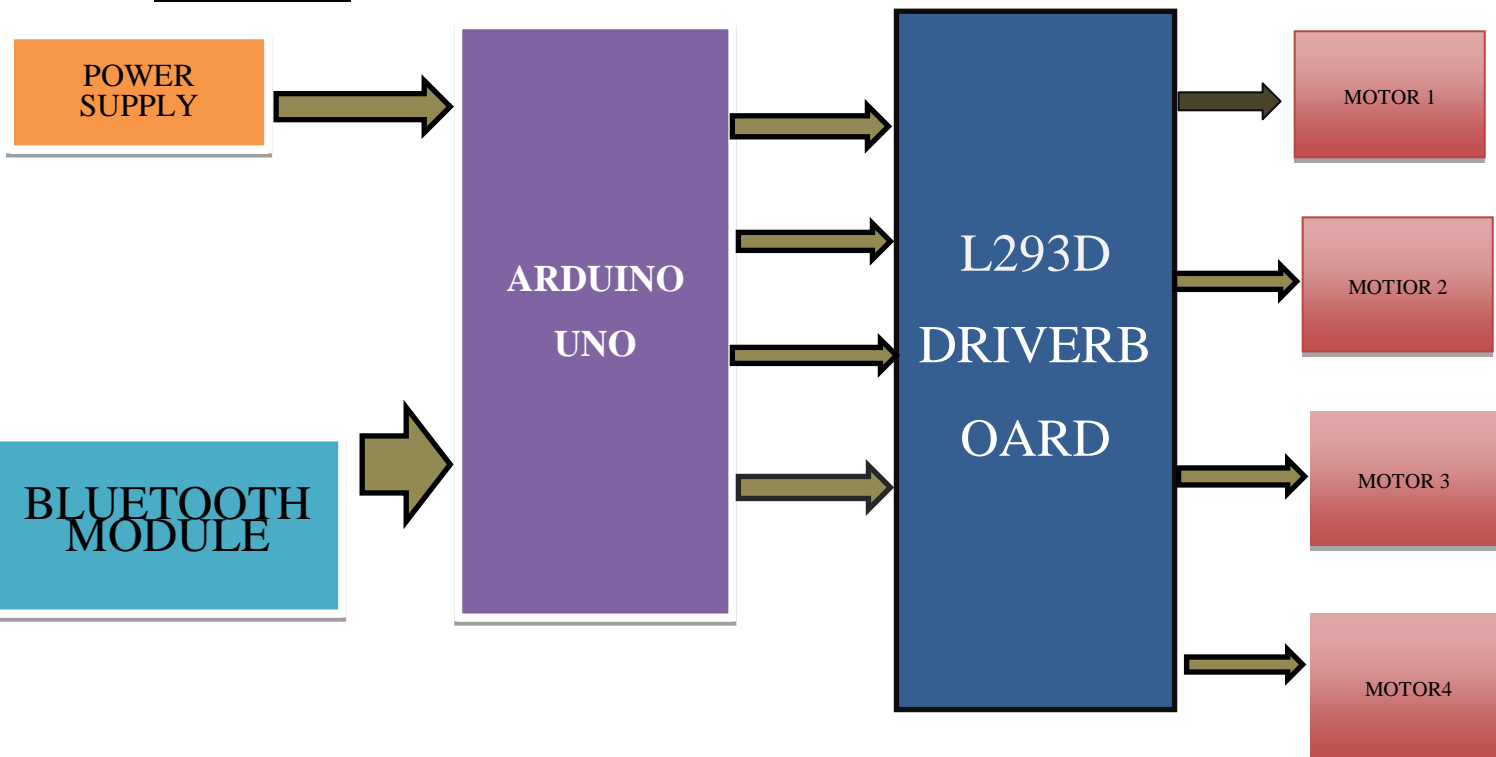 POWER
SUPPLY
BLUETOOTH
MODULE
ARDUINO
UNO
L293D
DRIVERB
OARD
MOTOR 1
MOTIOR 2
MOTOR 3
MOTOR4